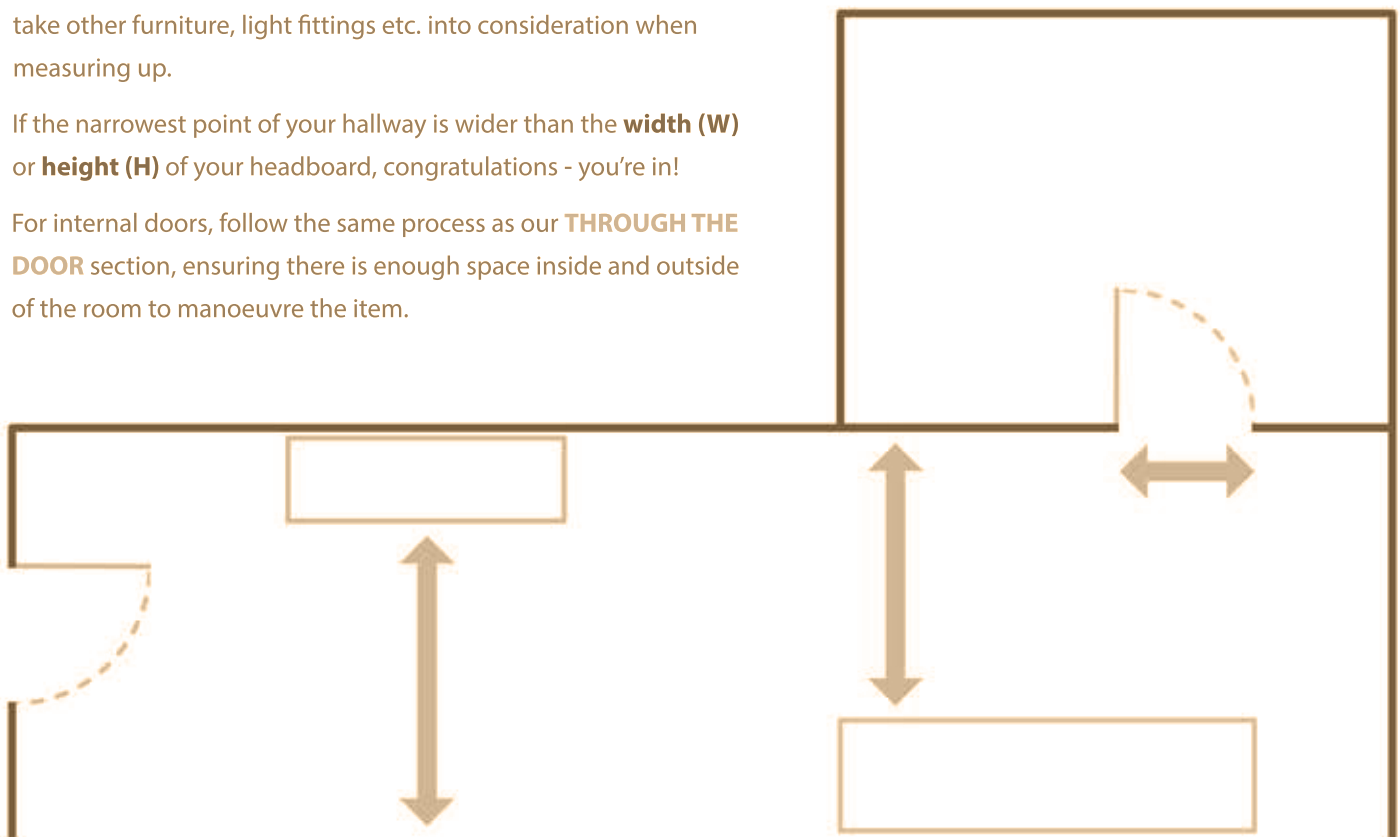 take other furniture, light fittings etc. into consideration when
measuring up.
If the narrowest point of your hallway is wider than the width (W)
or height (H) of your headboard, congratulations - you’re in!
For internal doors, follow the same process as our THROUGH THE
DOOR section, ensuring there is enough space inside and outside
of the room to manoeuvre the item.